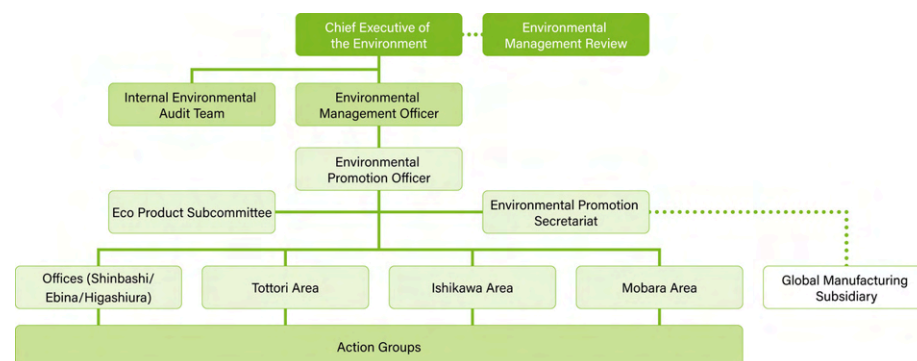 Chief Executive of
the Environment
Environmental
Management Review
Internal Environmental
Audit Team
Environmental
Management Officer
Environmental
Promotion Officer
Eco Product Subcommittee
Environmental Promotion
Secretariat
Offices (Shinbashi/
Ebina/Higashiura)
Tottori Area
Ishikawa Area
Mobara Area
Global Manufacturing
Subsidiary
Action Groups